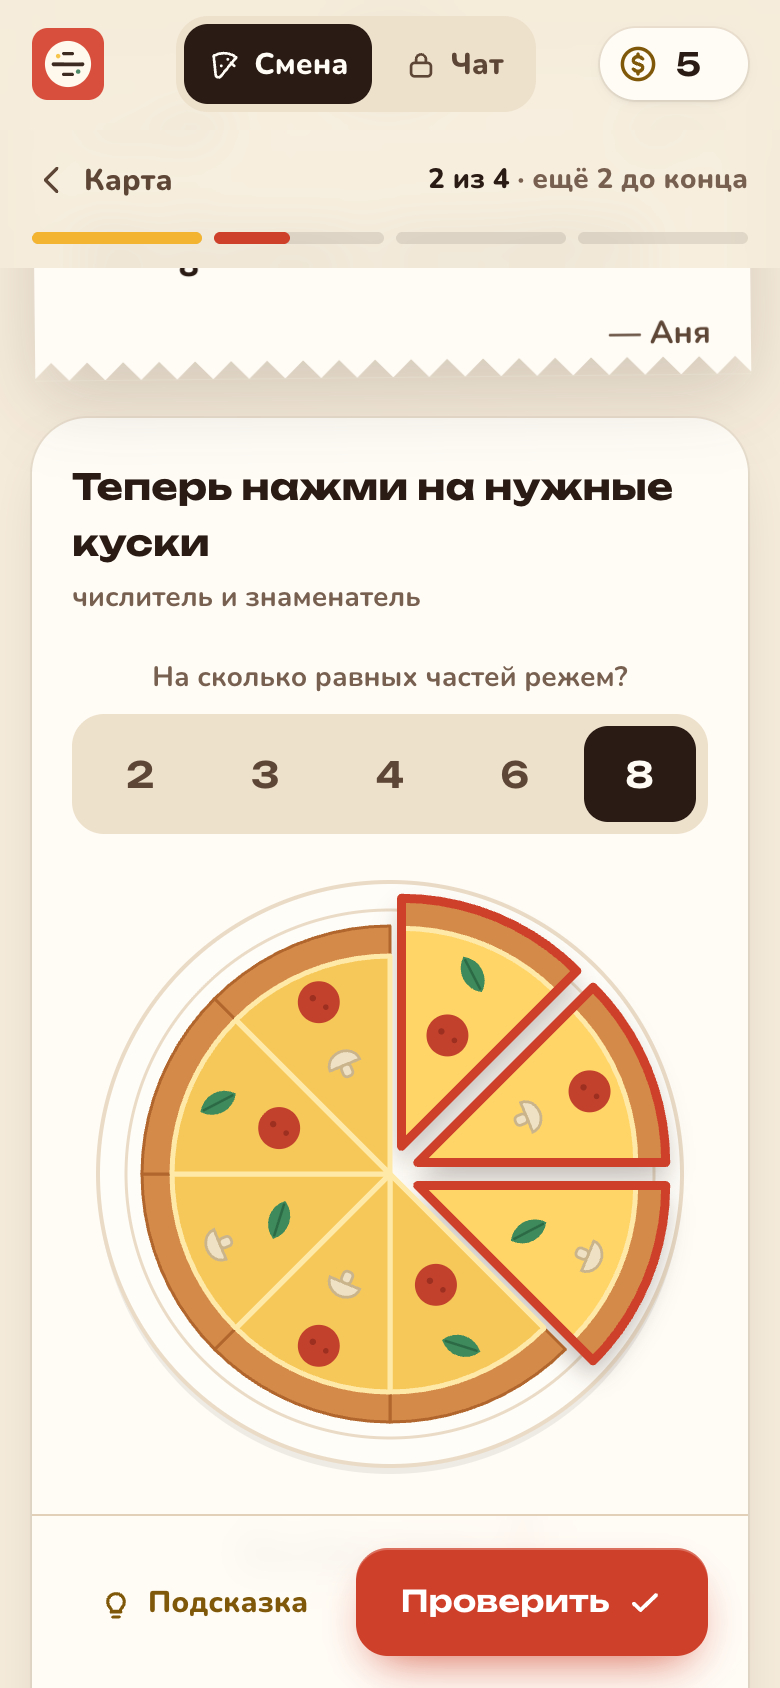 Смена
Чат
5
Карта
2 из 4 · ещё 2 до конца
— Аня
Теперь нажми на нужные
куски
числитель и знаменатель
На сколько равных частей режем?
2 3 4 6 8
Подсказка
Проверить